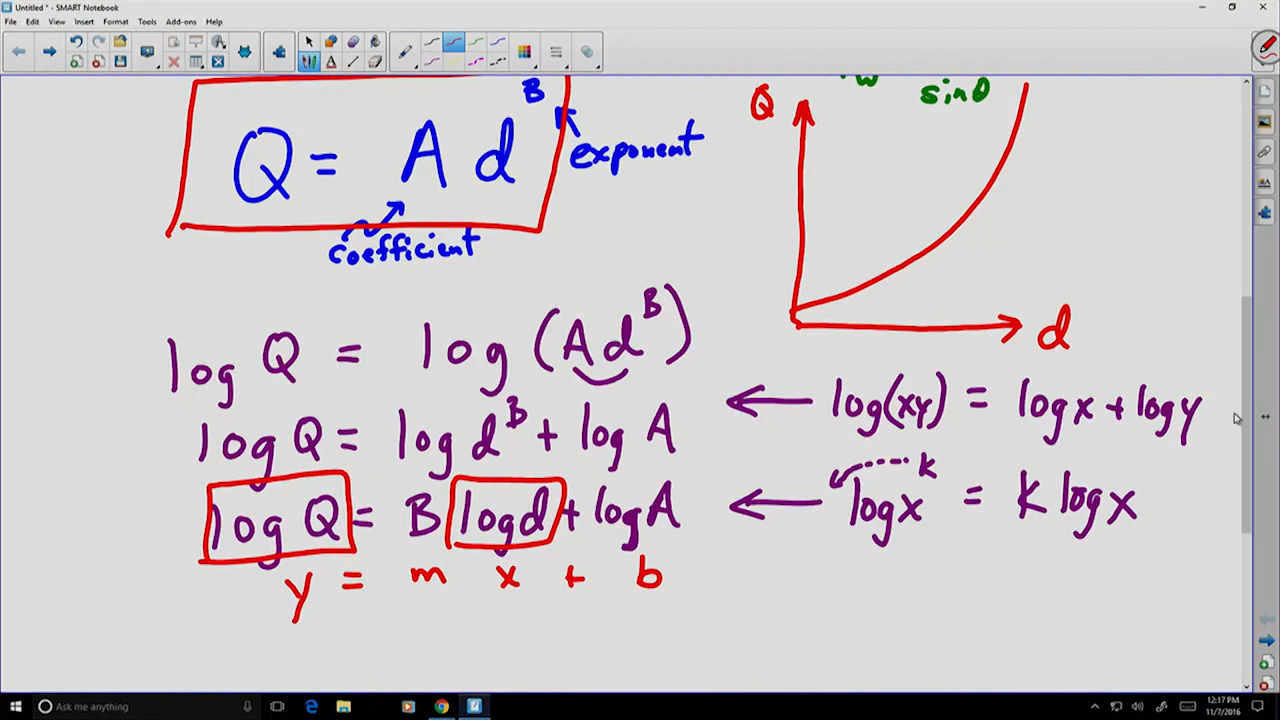 Untitled * - SMART Notebook
File Edit View Insert Format Tools Add-ons Help
B
Q = A d
exponent
coefficient
Q
sin θ
d
log Q = log (Ad^B)
log Q = log d^B + log A
log Q = B log d + log A
y = m x + b
log(xy) = log x + log y
log x^k = K log x
Ask me anything
12:17 PM
11/7/2016